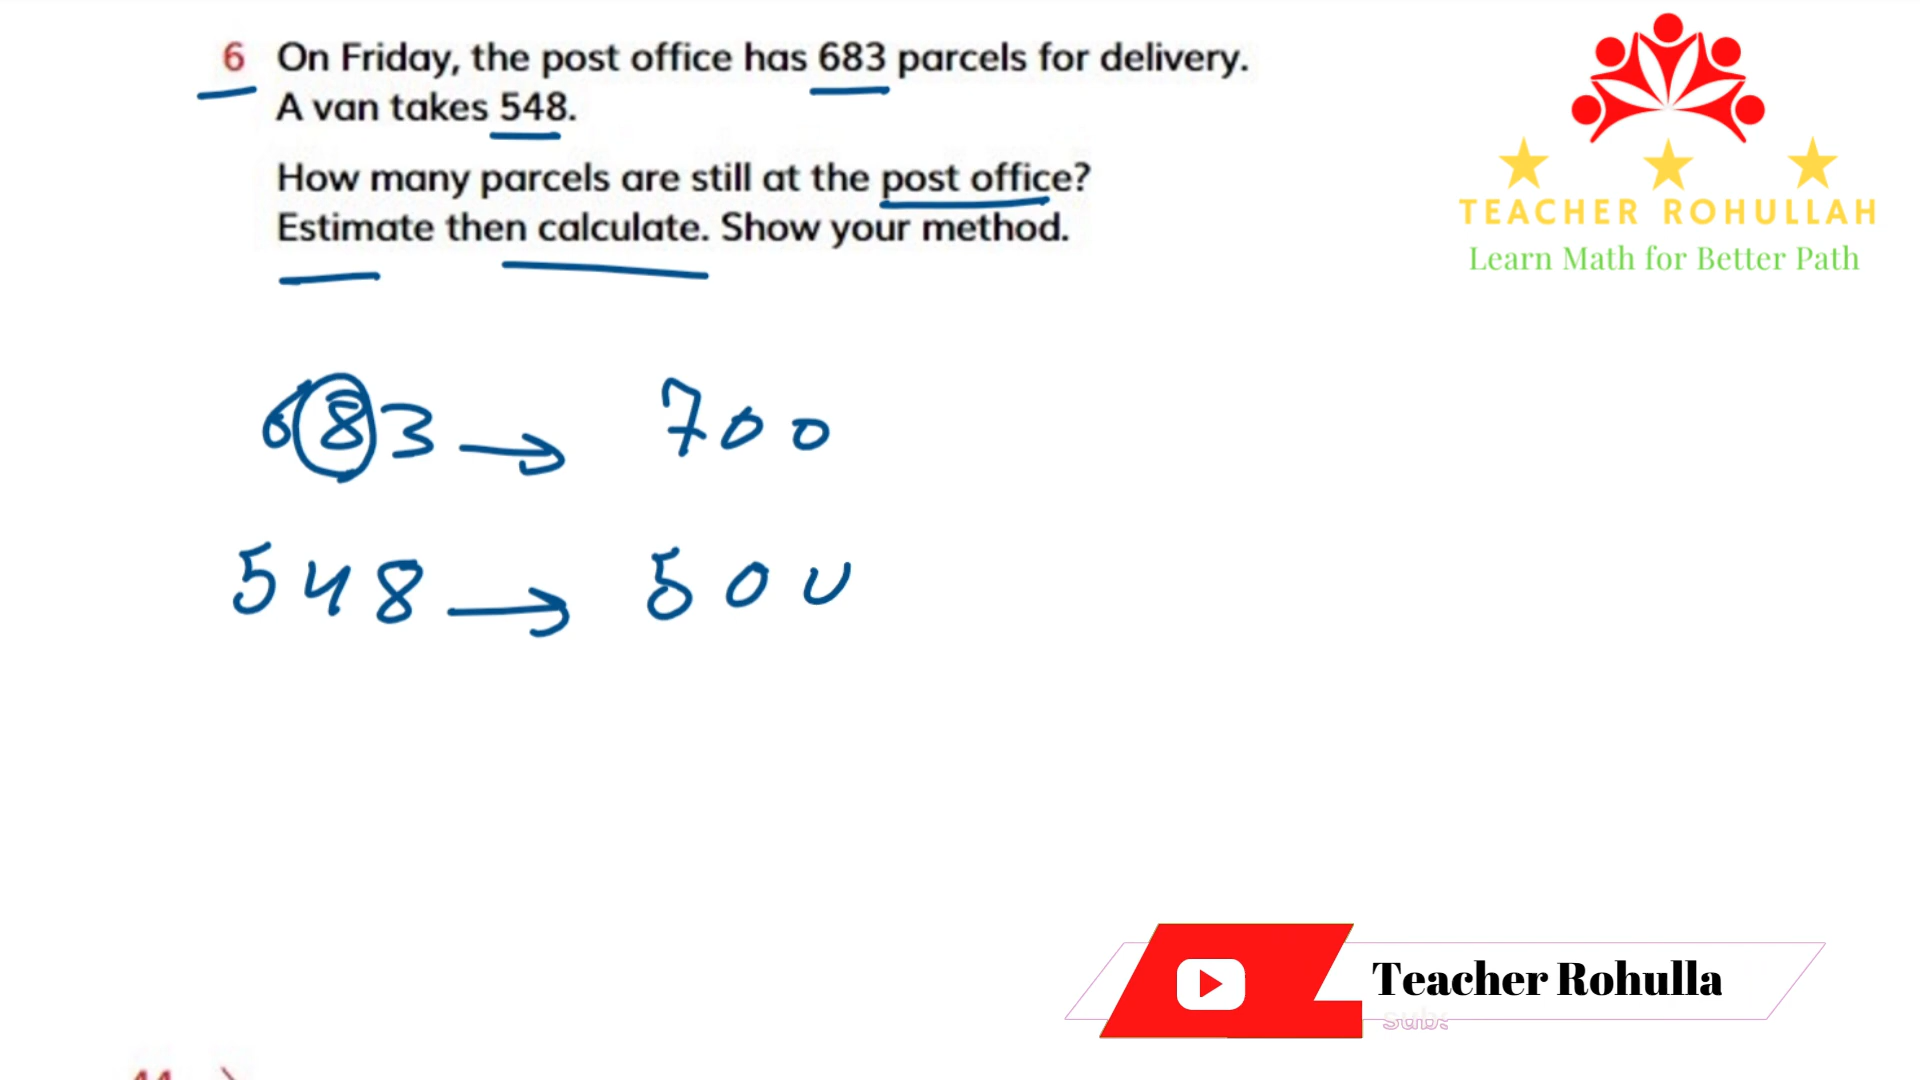 6 On Friday, the post office has 683 parcels for delivery.
A van takes 548.
How many parcels are still at the post office?
Estimate then calculate. Show your method.
TEACHER ROHULLAH
Learn Math for Better Path
683 → 700
548 → 500
Teacher Rohulla